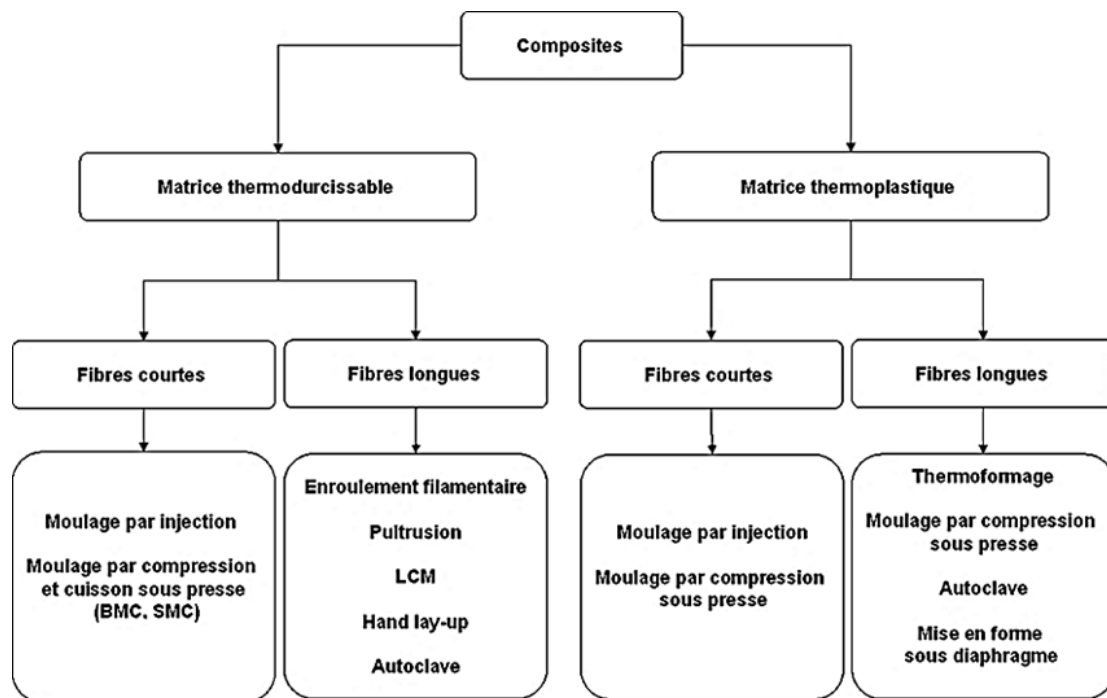 Composites
Matrice thermodurcissable
Matrice thermoplastique
Fibres courtes
Fibres longues
Fibres courtes
Fibres longues
Moulage par injection
Moulage par compression
et cuisson sous presse
(BMC, SMC)
Enroulement filamentaire
Pultrusion
LCM
Hand lay-up
Autoclave
Moulage par injection
Moulage par compression
sous presse
Thermoformage
Moulage par compression
sous presse
Autoclave
Mise en forme
sous diaphragme